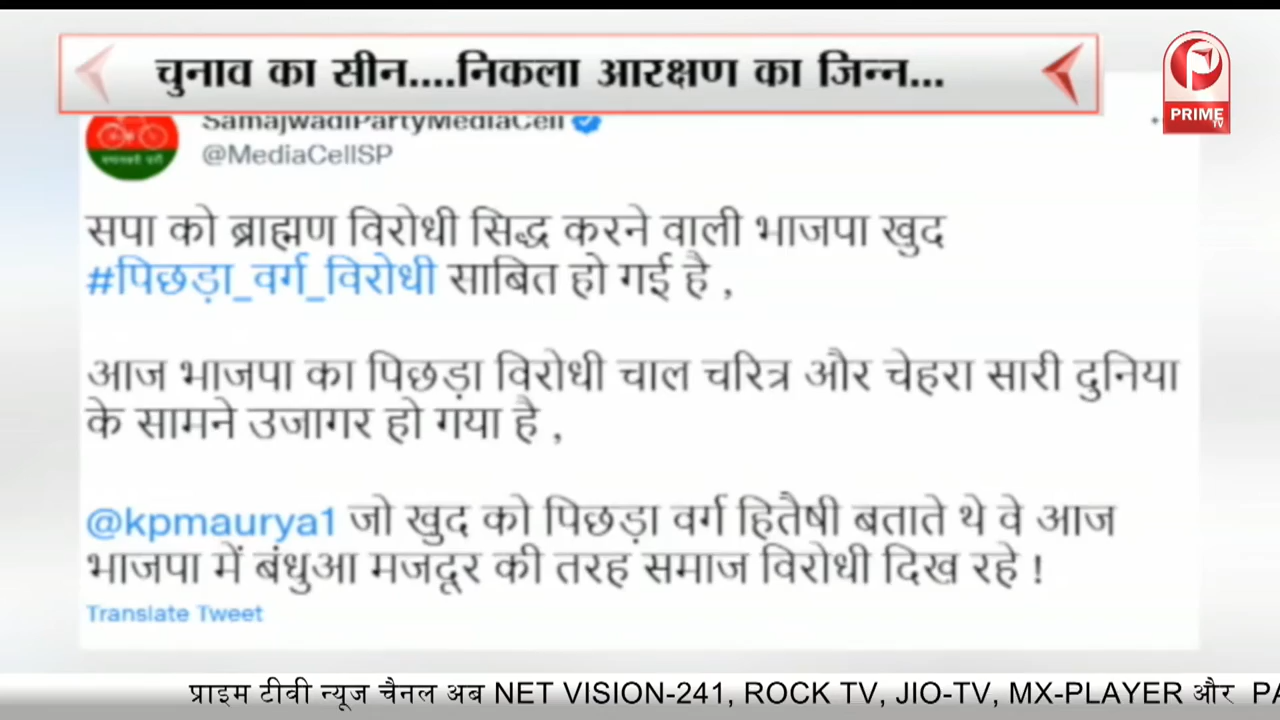 चुनाव का सीन....निकला आरक्षण का जिन्न...
PRIME
TV
SamajwadiPartyMediaCell
@MediaCellSP
सपा को ब्राह्मण विरोधी सिद्ध करने वाली भाजपा खुद
#पिछड़ा_वर्ग_विरोधी साबित हो गई है ,
आज भाजपा का पिछड़ा विरोधी चाल चरित्र और चेहरा सारी दुनिया
के सामने उजागर हो गया है ,
@kpmaurya1 जो खुद को पिछड़ा वर्ग हितैषी बताते थे वे आज
भाजपा में बंधुआ मजदूर की तरह समाज विरोधी दिख रहे !
Translate Tweet
प्राइम टीवी न्यूज चैनल अब NET VISION-241, ROCK TV, JIO-TV, MX-PLAYER और PA